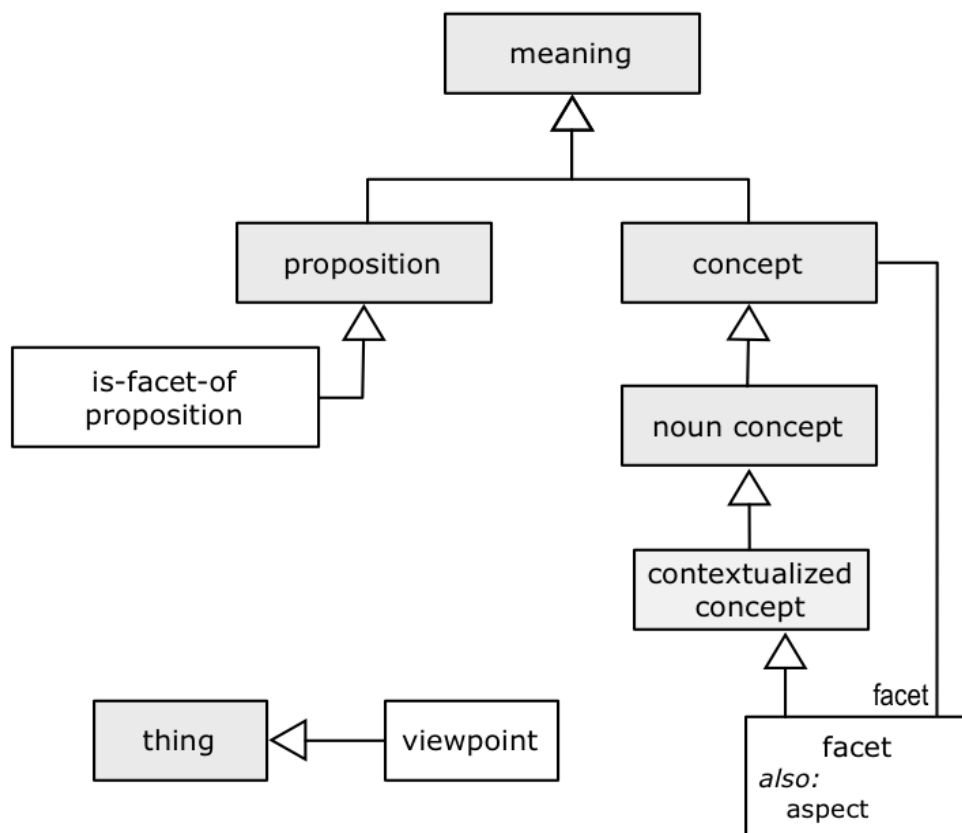 meaning
proposition
concept
is-facet-of
proposition
noun concept
contextualized
concept
facet
thing
viewpoint
facet
also:
aspect